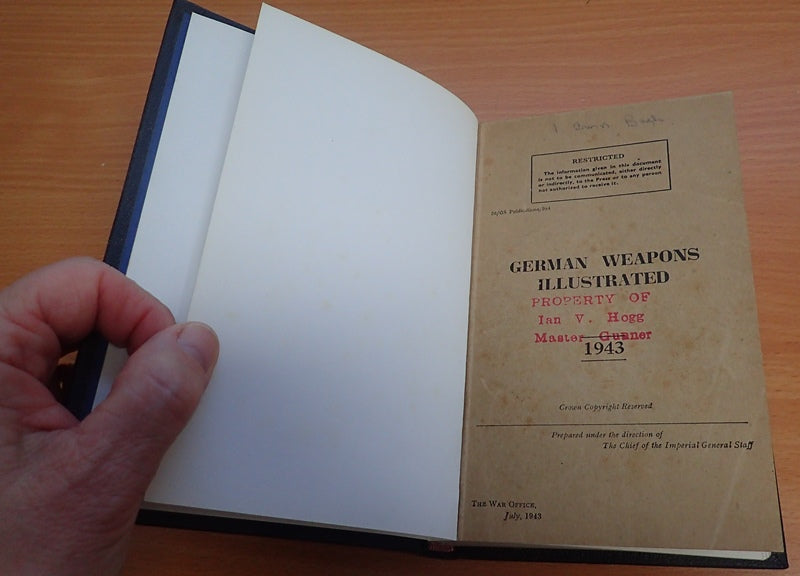 RESTRICTED
The information given in this document
is not to be communicated, either directly
or indirectly, to the Press or to any person
not authorized to receive it.
Publications
GERMAN WEAPONS
ILLUSTRATED
PROPERTY OF
Ian V. Hogg
Master Gunner
1943
Crown Copyright Reserved
Prepared under the direction of
The Chief of the Imperial General Staff
THE WAR OFFICE,
July, 1943